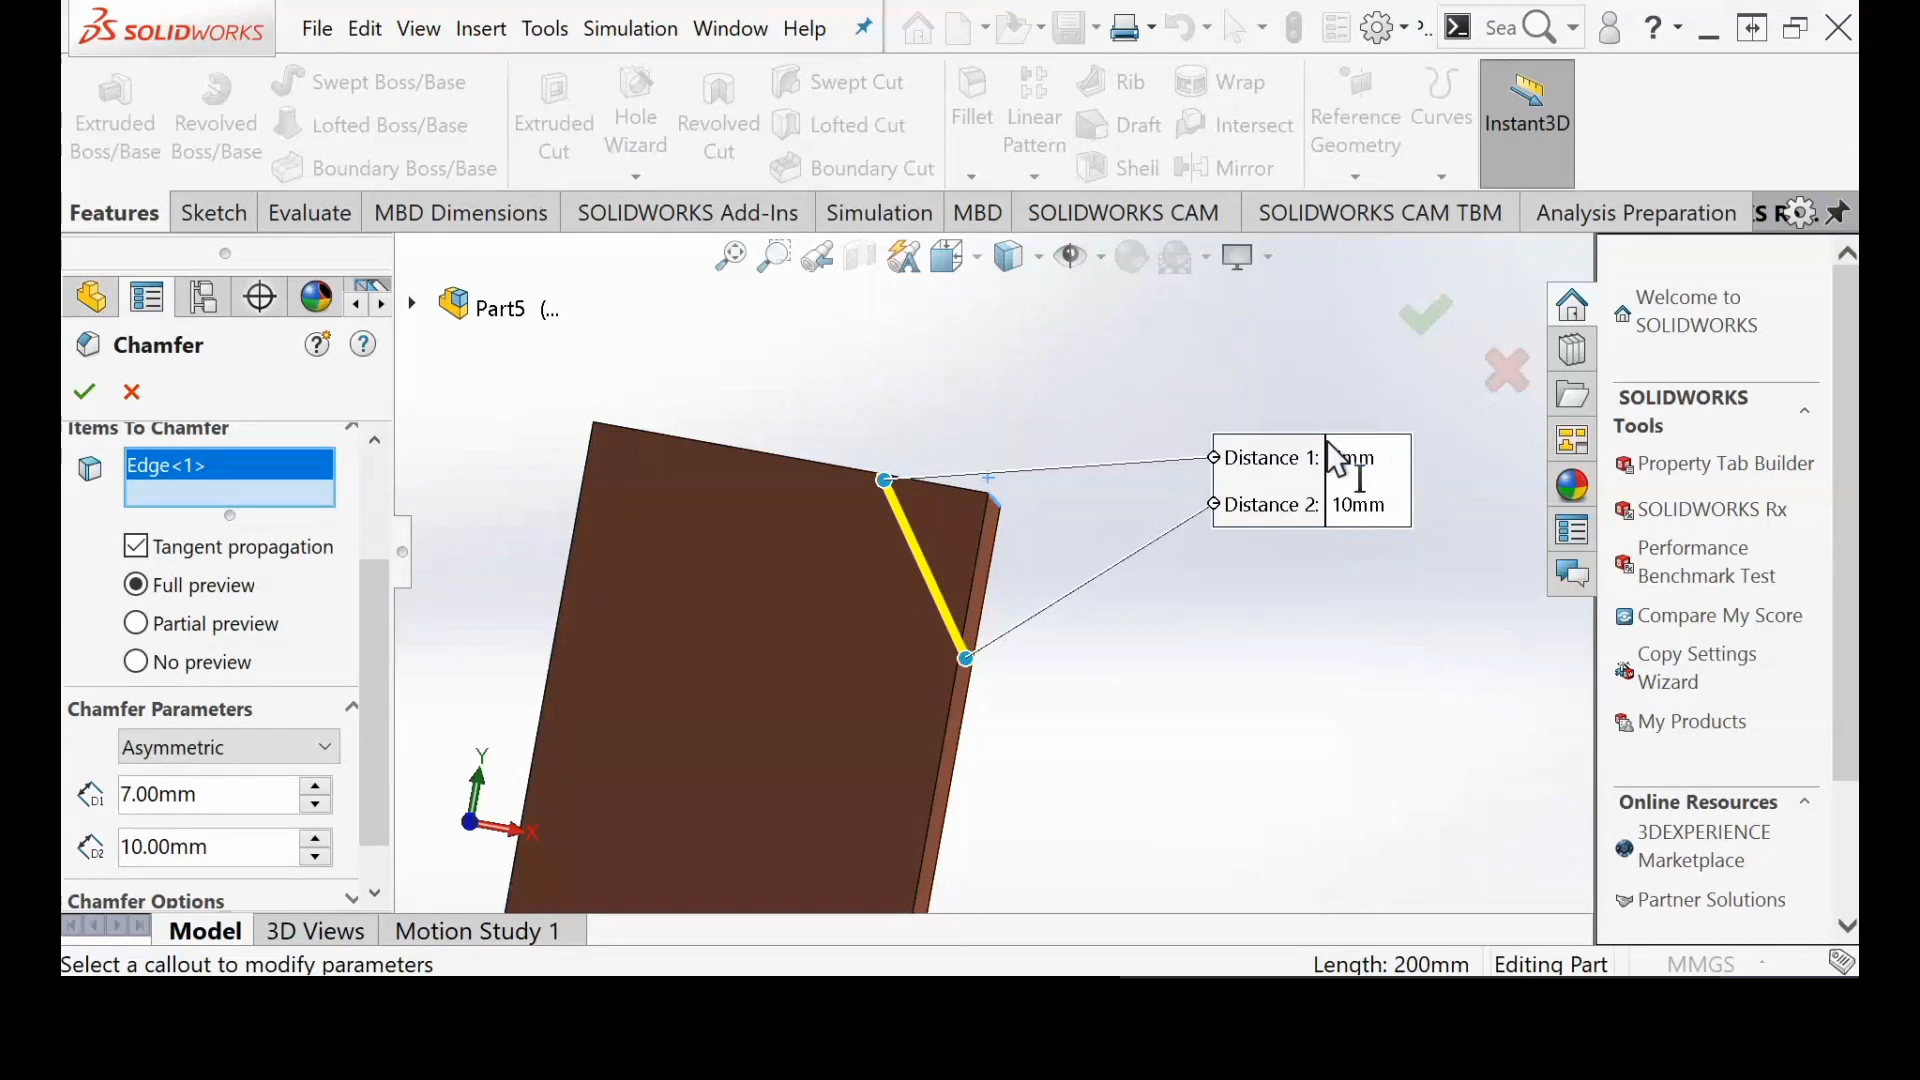 SOLIDWORKS File Edit View Insert Tools Simulation Window Help Sea ?
Extruded Boss/Base
Revolved Boss/Base
Swept Boss/Base
Lofted Boss/Base
Boundary Boss/Base
Extruded Cut
Hole Wizard
Revolved Cut
Swept Cut
Lofted Cut
Boundary Cut
Fillet
Linear Pattern
Rib
Draft
Shell
Wrap
Intersect
Mirror
Reference Geometry
Curves
Instant3D
Features Sketch Evaluate MBD Dimensions SOLIDWORKS Add-Ins Simulation MBD SOLIDWORKS CAM SOLIDWORKS CAM TBM Analysis Preparation
Part5 (...
Chamfer
Items To Chamfer
Edge<1>
Tangent propagation
Full preview
Partial preview
No preview
Chamfer Parameters
Asymmetric
D1 7.00mm
D2 10.00mm
Chamfer Options
Distance 1:
Distance 2: 10mm
Y
X
Welcome to
SOLIDWORKS
SOLIDWORKS
Tools
Property Tab Builder
SOLIDWORKS Rx
Performance
Benchmark Test
Compare My Score
Copy Settings
Wizard
My Products
Online Resources
3DEXPERIENCE
Marketplace
Partner Solutions
Model 3D Views Motion Study 1
Select a callout to modify parameters Length: 200mm Editing Part MMGS